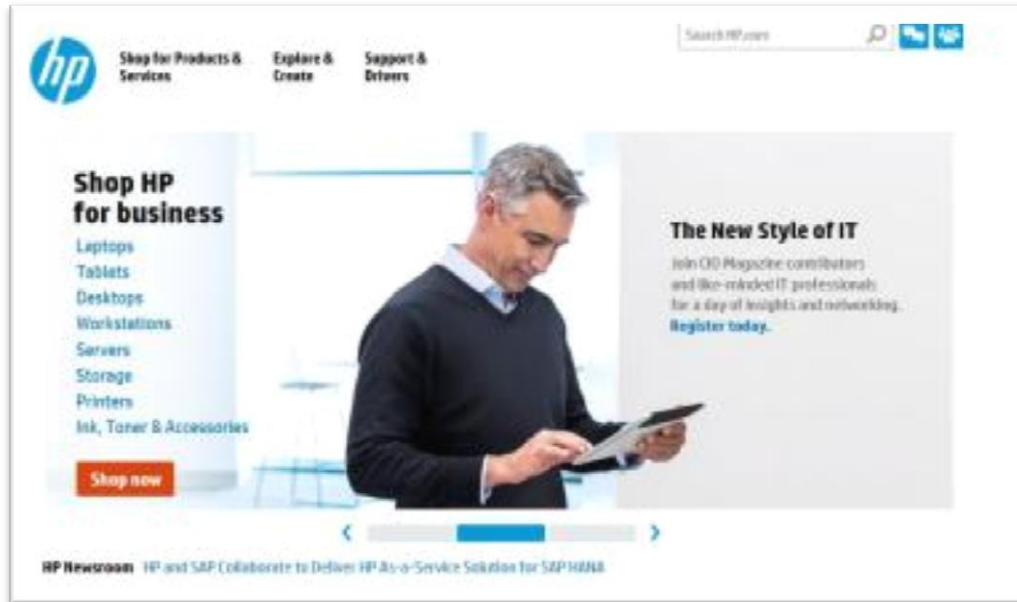 hp
Shop for Products &
Services
Explore &
Create
Support &
Drivers
Search HP.com
Shop HP
for business
Laptops
Tablets
Desktops
Workstations
Servers
Storage
Printers
Ink, Toner & Accessories
Shop now
The New Style of IT
Join CIO Magazine contributors
and like-minded IT professionals
for a day of insights and networking.
Register today.
HP Newsroom HP and SAP Collaborate to Deliver HP As-a-Service Solution for SAP HANA